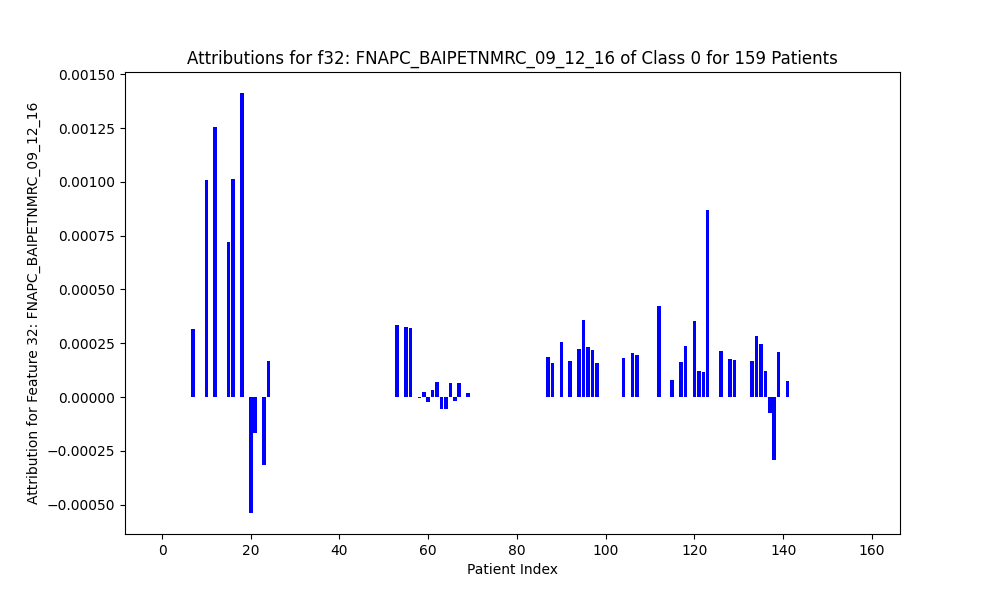 Attributions for f32: FNAPC_BAIPETNMRC_09_12_16 of Class 0 for 159 Patients
Attribution for Feature 32: FNAPC_BAIPETNMRC_09_12_16
0.00150
0.00125
0.00100
0.00075
0.00050
0.00025
0.00000
−0.00025
−0.00050
0 20 40 60 80 100 120 140 160
Patient Index